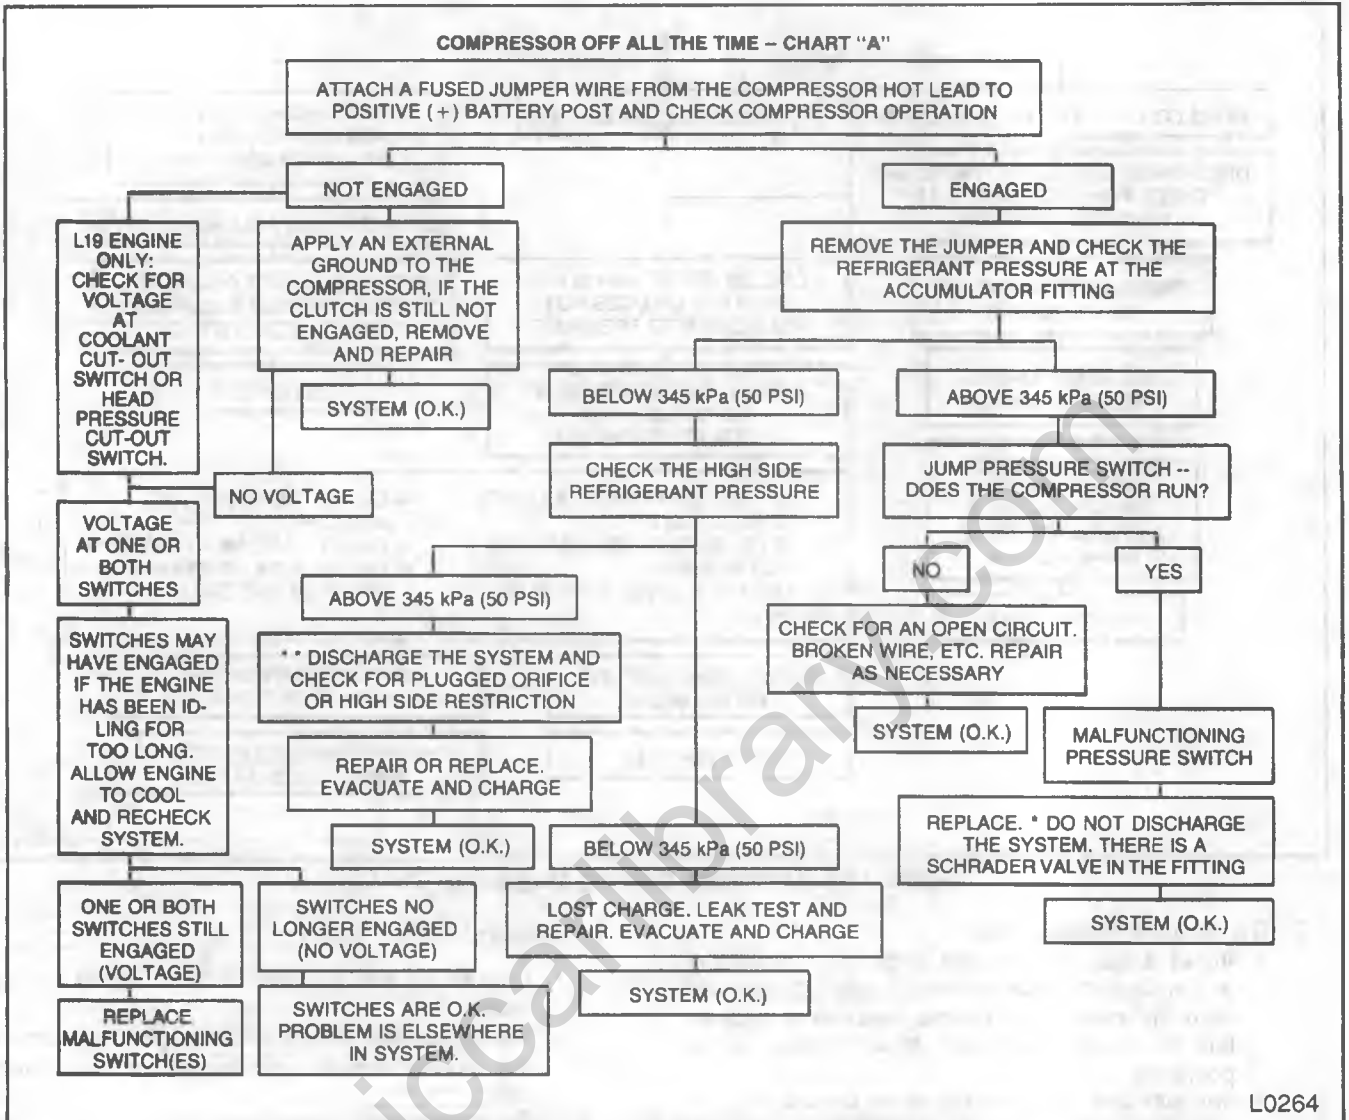 COMPRESSOR OFF ALL THE TIME – CHART "A"
ATTACH A FUSED JUMPER WIRE FROM THE COMPRESSOR HOT LEAD TO
POSITIVE (+) BATTERY POST AND CHECK COMPRESSOR OPERATION
NOT ENGAGED
ENGAGED
L19 ENGINE
ONLY:
CHECK FOR
VOLTAGE
AT
COOLANT
CUT- OUT
SWITCH OR
HEAD
PRESSURE
CUT-OUT
SWITCH.
APPLY AN EXTERNAL
GROUND TO THE
COMPRESSOR, IF THE
CLUTCH IS STILL NOT
ENGAGED, REMOVE
AND REPAIR
SYSTEM (O.K.)
NO VOLTAGE
VOLTAGE
AT ONE OR
BOTH
SWITCHES
SWITCHES MAY
HAVE ENGAGED
IF THE ENGINE
HAS BEEN ID-
LING FOR
TOO LONG.
ALLOW ENGINE
TO COOL
AND RECHECK
SYSTEM.
ONE OR BOTH
SWITCHES STILL
ENGAGED
(VOLTAGE)
REPLACE
MALFUNCTIONING
SWITCH(ES)
SWITCHES NO
LONGER ENGAGED
(NO VOLTAGE)
SWITCHES ARE O.K.
PROBLEM IS ELSEWHERE
IN SYSTEM.
REMOVE THE JUMPER AND CHECK THE
REFRIGERANT PRESSURE AT THE
ACCUMULATOR FITTING
BELOW 345 kPa (50 PSI)
CHECK THE HIGH SIDE
REFRIGERANT PRESSURE
ABOVE 345 kPa (50 PSI)
* * DISCHARGE THE SYSTEM AND
CHECK FOR PLUGGED ORIFICE
OR HIGH SIDE RESTRICTION
REPAIR OR REPLACE.
EVACUATE AND CHARGE
SYSTEM (O.K.)
BELOW 345 kPa (50 PSI)
LOST CHARGE. LEAK TEST AND
REPAIR. EVACUATE AND CHARGE
SYSTEM (O.K.)
ABOVE 345 kPa (50 PSI)
JUMP PRESSURE SWITCH --
DOES THE COMPRESSOR RUN?
NO
YES
CHECK FOR AN OPEN CIRCUIT.
BROKEN WIRE, ETC. REPAIR
AS NECESSARY
SYSTEM (O.K.)
MALFUNCTIONING
PRESSURE SWITCH
REPLACE. * DO NOT DISCHARGE
THE SYSTEM. THERE IS A
SCHRADER VALVE IN THE FITTING
SYSTEM (O.K.)
L0264
iccarlibrary.com